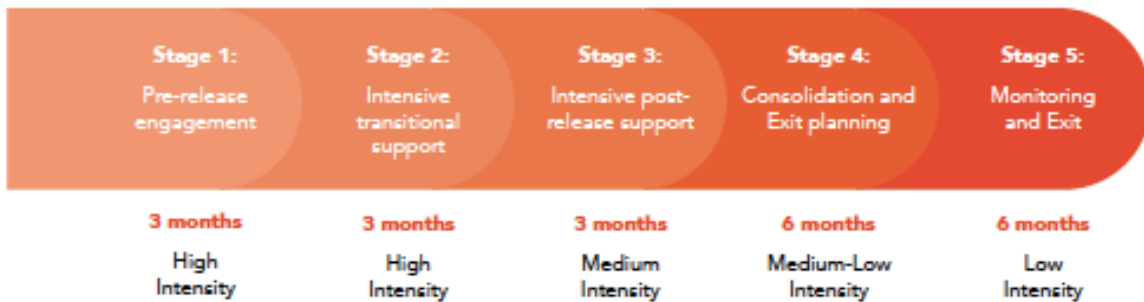 Stage 1:
Pre-release
engagement
Stage 2:
Intensive
transitional
support
Stage 3:
Intensive post-
release support
Stage 4:
Consolidation and
Exit planning
Stage 5:
Monitoring
and Exit
3 months
High
Intensity
3 months
High
Intensity
3 months
Medium
Intensity
6 months
Medium-Low
Intensity
6 months
Low
Intensity